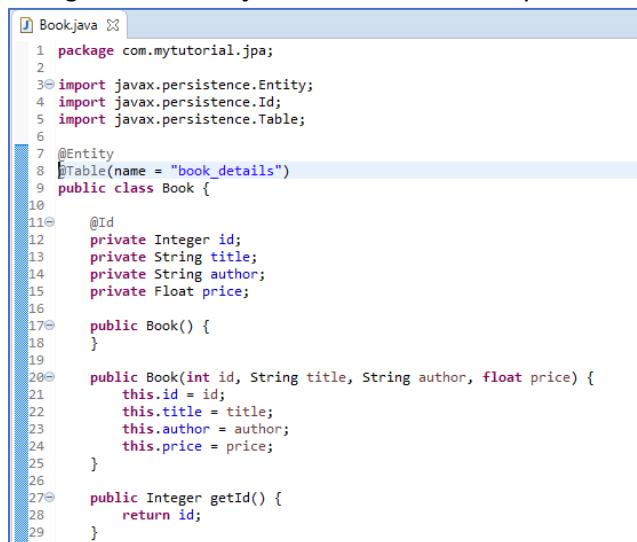 Book.java
1 package com.mytutorial.jpa;
2
3 import javax.persistence.Entity;
4 import javax.persistence.Id;
5 import javax.persistence.Table;
6
7 @Entity
8 @Table(name = "book_details")
9 public class Book {
10
11 @Id
12 private Integer id;
13 private String title;
14 private String author;
15 private Float price;
16
17 public Book() {
18 }
19
20 public Book(int id, String title, String author, float price) {
21 this.id = id;
22 this.title = title;
23 this.author = author;
24 this.price = price;
25 }
26
27 public Integer getId() {
28 return id;
29 }